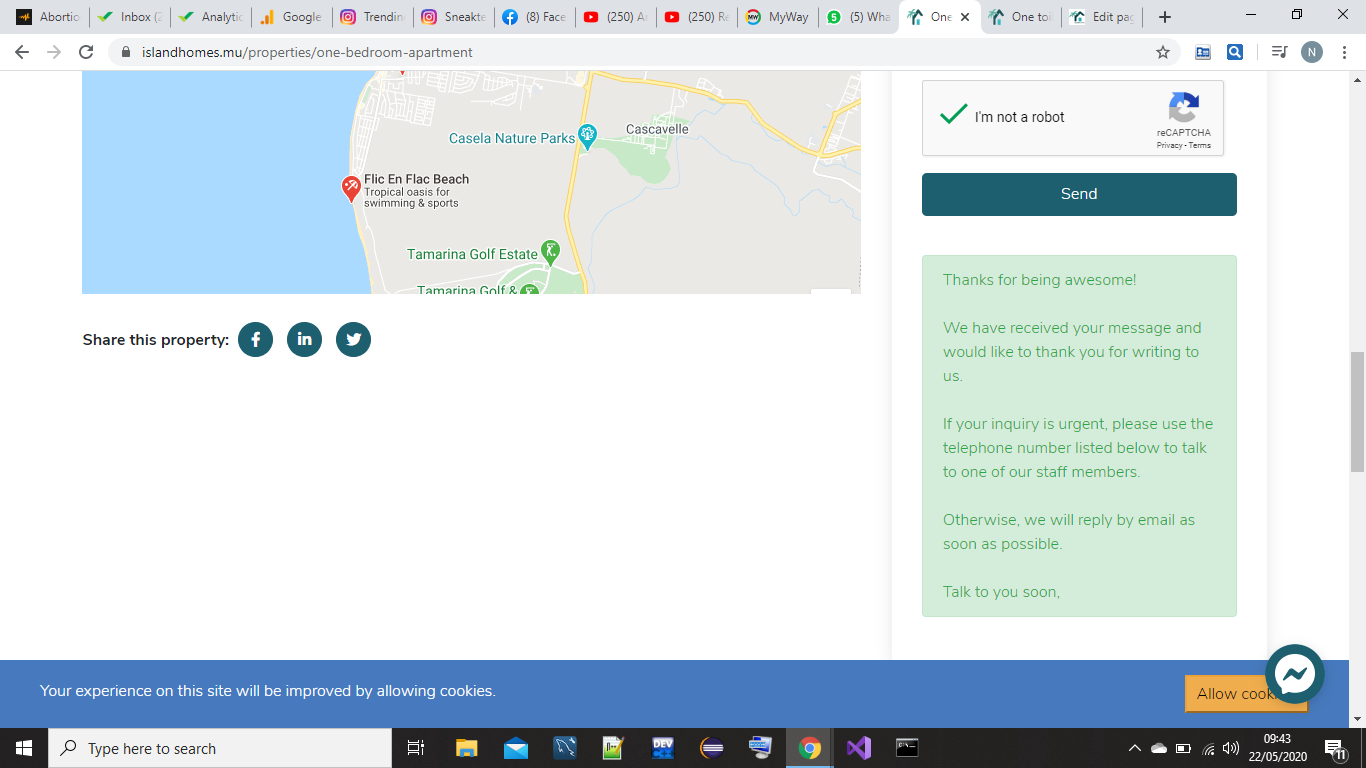 Abortio
Inbox (2
Analytic
Google
Trendin
Sneakte
(8) Face
(250) Au
(250) Re
MyWay
(5) Wha
One
One toi
Edit pag
islandhomes.mu/properties/one-bedroom-apartment
N
Casela Nature Parks
Cascavelle
Flic En Flac Beach
Tropical oasis for
swimming & sports
Tamarina Golf Estate
Tamarina Golf &
Share this property:
I'm not a robot
reCAPTCHA
Privacy - Terms
Send
Thanks for being awesome!
We have received your message and
would like to thank you for writing to
us.
If your inquiry is urgent, please use the
telephone number listed below to talk
to one of our staff members.
Otherwise, we will reply by email as
soon as possible.
Talk to you soon,
Your experience on this site will be improved by allowing cookies.
Allow cook
Type here to search
DEV
09:43
22/05/2020
11